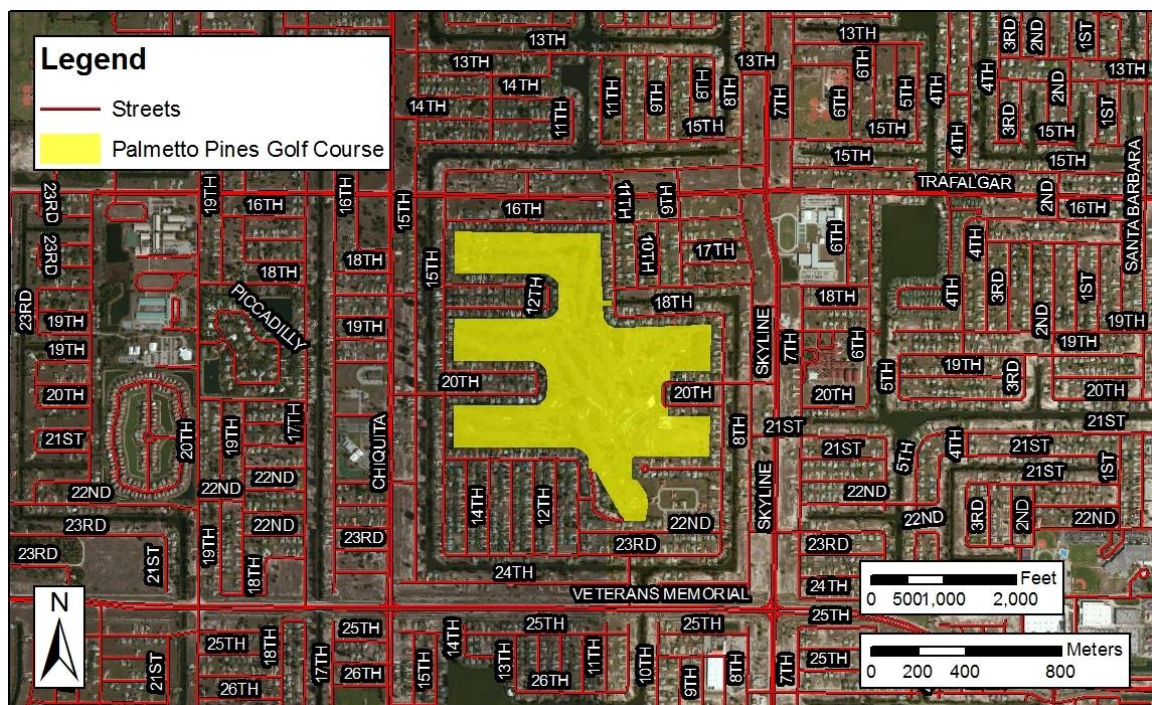 13TH
13TH
13TH
3RD
2ND
1ST
13TH
Legend
13TH
14TH
11TH
9TH
8TH
8TH
7TH
6TH
6TH
5TH
4TH
4TH
2ND
Streets
14TH
11TH
15TH
15TH
3RD
15TH
1ST
Palmetto Pines Golf Course
15TH
4TH
15TH
SANTA BARBARA
23RD
19TH
16TH
16TH
15TH
16TH
11TH
9TH
TRAFALGAR
2ND
16TH
23RD
18TH
18TH
15TH
10TH
17TH
6TH
4TH
3RD
1ST
23RD
PICCADILLY
12TH
18TH
18TH
4TH
19TH
19TH
7TH
6TH
2ND
19TH
19TH
SKYLINE
19TH
19TH
20TH
20TH
20TH
20TH
5TH
3RD
20TH
21ST
20TH
19TH
17TH
CHIQUITA
8TH
21ST
21ST
5TH
4TH
21ST
21ST
1ST
22ND
22ND
22ND
14TH
12TH
SKYLINE
22ND
23RD
22ND
23RD
22ND
23RD
22ND
3RD
2ND
22ND
23RD
21ST
19TH
18TH
24TH
23RD
24TH
Feet
0 500 1,000 2,000
VETERANS MEMORIAL
N
25TH
18TH
17TH
25TH
14TH
25TH
25TH
25TH
Meters
21ST
26TH
26TH
15TH
13TH
26TH
11TH
10TH
9TH
8TH
7TH
25TH
0 200 400 800